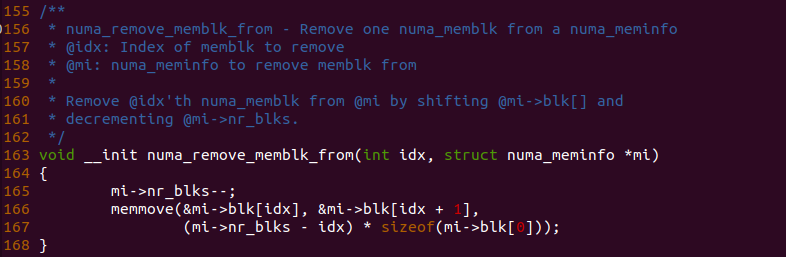 155 /**
156  * numa_remove_memblk_from - Remove one numa_memblk from a numa_meminfo
157  * @idx: Index of memblk to remove
158  * @mi: numa_meminfo to remove memblk from
159  *
160  * Remove @idx'th numa_memblk from @mi by shifting @mi->blk[] and
161  * decrementing @mi->nr_blks.
162  */
163 void __init numa_remove_memblk_from(int idx, struct numa_meminfo *mi)
164 {
165         mi->nr_blks--;
166         memmove(&mi->blk[idx], &mi->blk[idx + 1],
167                 (mi->nr_blks - idx) * sizeof(mi->blk[0]));
168 }